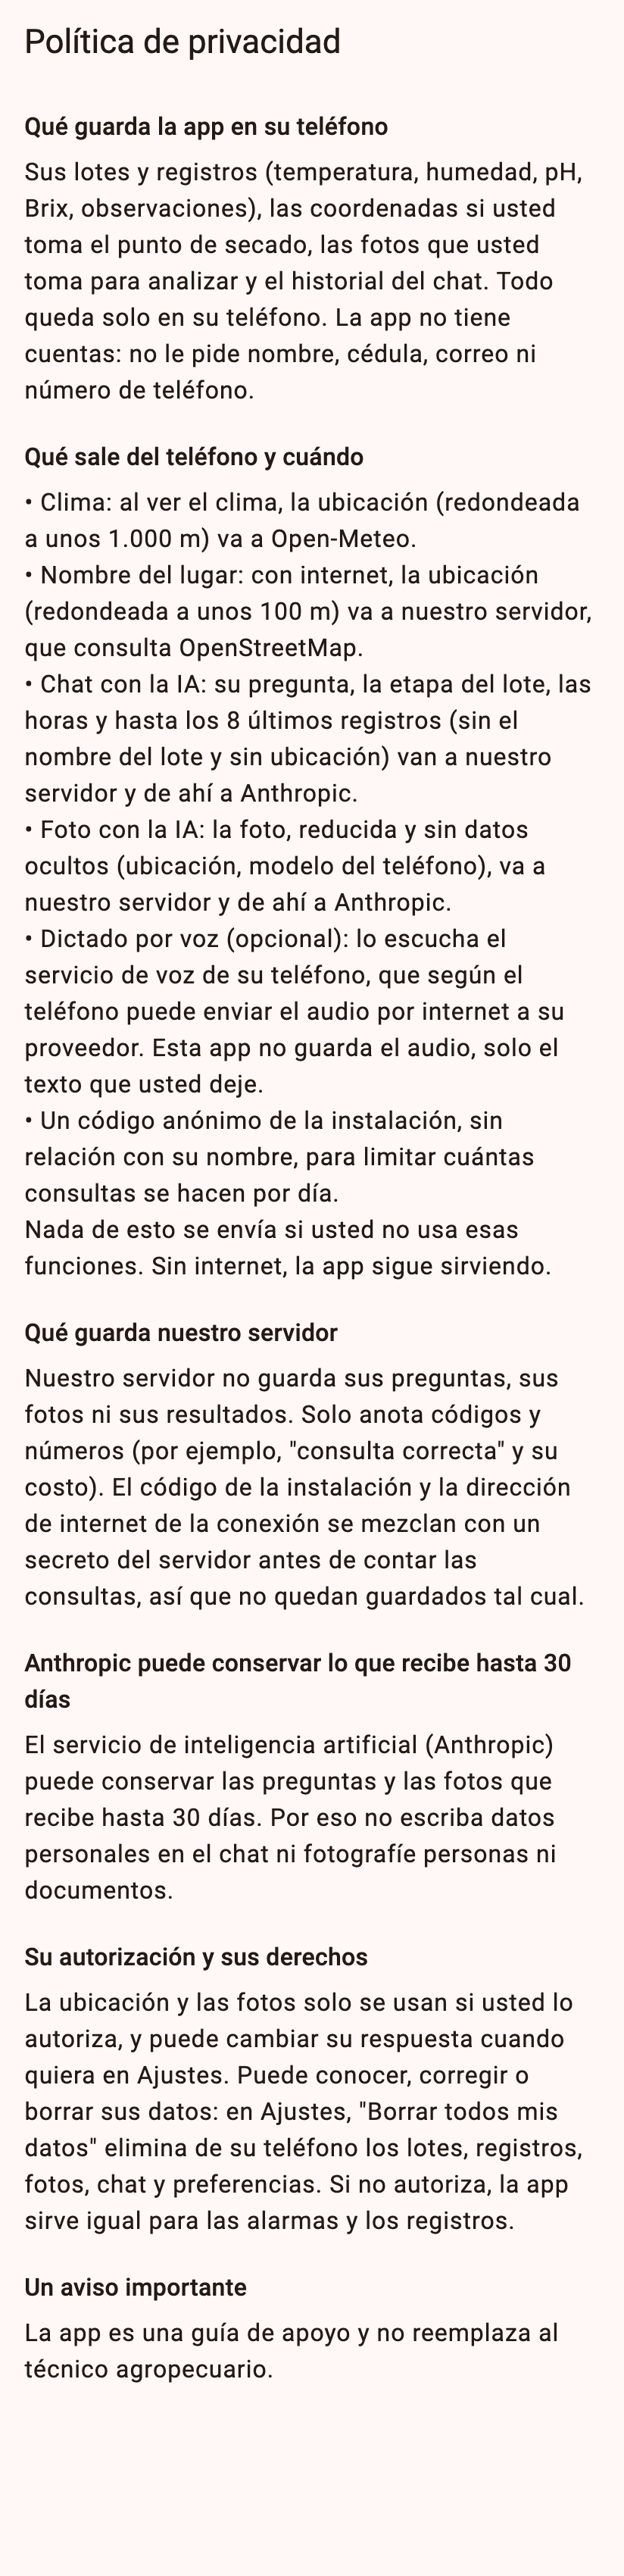 Política de privacidad
Qué guarda la app en su teléfono
Sus lotes y registros (temperatura, humedad, pH,
Brix, observaciones), las coordenadas si usted
toma el punto de secado, las fotos que usted
toma para analizar y el historial del chat. Todo
queda solo en su teléfono. La app no tiene
cuentas: no le pide nombre, cédula, correo ni
número de teléfono.
Qué sale del teléfono y cuándo
• Clima: al ver el clima, la ubicación (redondeada
a unos 1.000 m) va a Open-Meteo.
• Nombre del lugar: con internet, la ubicación
(redondeada a unos 100 m) va a nuestro servidor,
que consulta OpenStreetMap.
• Chat con la IA: su pregunta, la etapa del lote, las
horas y hasta los 8 últimos registros (sin el
nombre del lote y sin ubicación) van a nuestro
servidor y de ahí a Anthropic.
• Foto con la IA: la foto, reducida y sin datos
ocultos (ubicación, modelo del teléfono), va a
nuestro servidor y de ahí a Anthropic.
• Dictado por voz (opcional): lo escucha el
servicio de voz de su teléfono, que según el
teléfono puede enviar el audio por internet a su
proveedor. Esta app no guarda el audio, solo el
texto que usted deje.
• Un código anónimo de la instalación, sin
relación con su nombre, para limitar cuántas
consultas se hacen por día.
Nada de esto se envía si usted no usa esas
funciones. Sin internet, la app sigue sirviendo.
Qué guarda nuestro servidor
Nuestro servidor no guarda sus preguntas, sus
fotos ni sus resultados. Solo anota códigos y
números (por ejemplo, "consulta correcta" y su
costo). El código de la instalación y la dirección
de internet de la conexión se mezclan con un
secreto del servidor antes de contar las
consultas, así que no quedan guardados tal cual.
Anthropic puede conservar lo que recibe hasta 30
días
El servicio de inteligencia artificial (Anthropic)
puede conservar las preguntas y las fotos que
recibe hasta 30 días. Por eso no escriba datos
personales en el chat ni fotografíe personas ni
documentos.
Su autorización y sus derechos
La ubicación y las fotos solo se usan si usted lo
autoriza, y puede cambiar su respuesta cuando
quiera en Ajustes. Puede conocer, corregir o
borrar sus datos: en Ajustes, "Borrar todos mis
datos" elimina de su teléfono los lotes, registros,
fotos, chat y preferencias. Si no autoriza, la app
sirve igual para las alarmas y los registros.
Un aviso importante
La app es una guía de apoyo y no reemplaza al
técnico agropecuario.